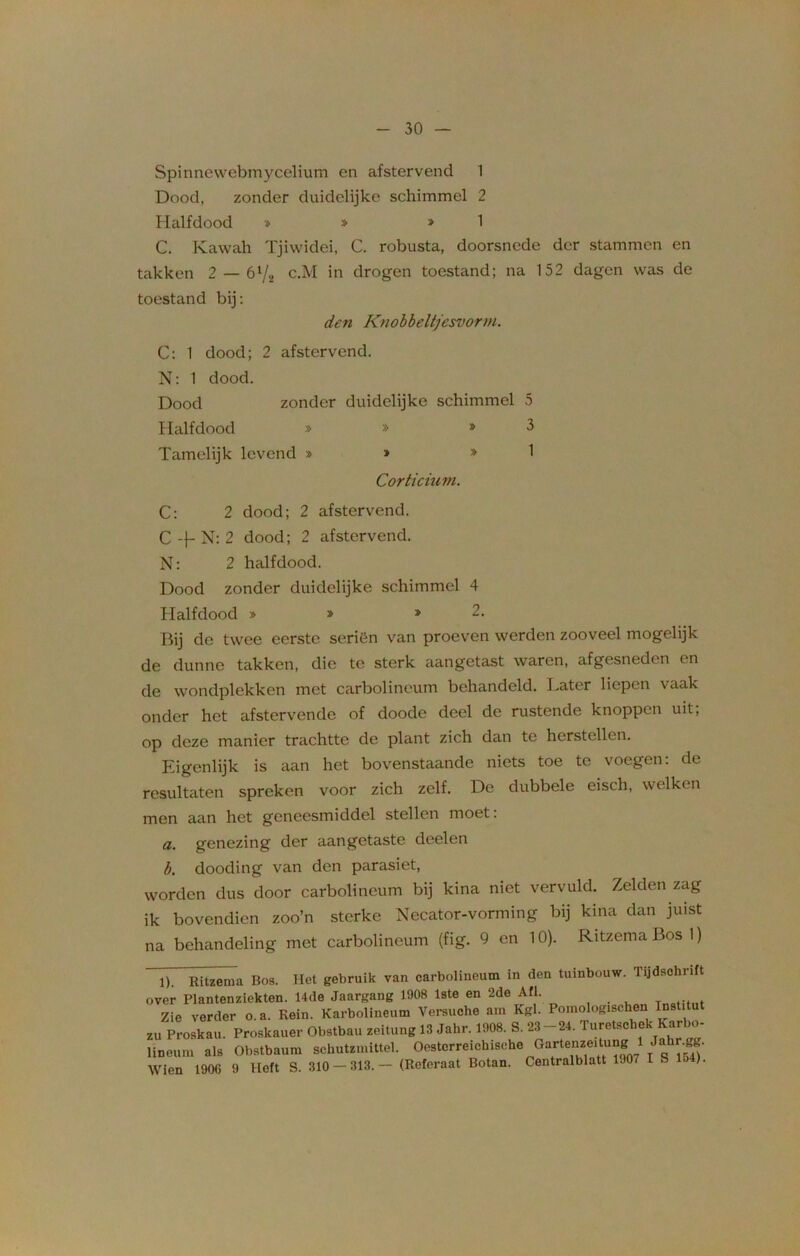 — 30 —
Spinnewebmycelium en afstervend 1
Dood, zonder duidelijke schimmel 2
Halfdood » » » 1
C. Kawah Tjiwidei, C. robusta, doorsnede der stammen en
takken 2 — 6½ c.M in drogen toestand; na 152 dagen was de
toestand bij:
den Knobbeltjesvorm.
C: 1 dood; 2 afstervend.
N: 1 dood.
Dood zonder duidelijke schimmel 5
Halfdood » » » 3
Tamelijk levend » » » 1
Corticium.
C: 2 dood; 2 afstervend.
C + N: 2 dood; 2 afstervend.
N: 2 halfdood.
Dood zonder duidelijke schimmel 4
Halfdood » » » 2.
Bij de twee eerste seriën van proeven werden zooveel mogelijk
de dunne takken, die te sterk aangetast waren, afgesneden en
de wondplekken met carbolineum behandeld. Later liepen vaak
onder het afstervende of doode deel de rustende knoppen uit;
op deze manier trachtte de plant zich dan te herstellen.
Eigenlijk is aan het bovenstaande niets toe te voegen: de
resultaten spreken voor zich zelf. De dubbele eisch, welken
men aan het geneesmiddel stellen moet:
a. genezing der aangetaste deelen
b. dooding van den parasiet,
worden dus door carbolineum bij kina niet vervuld. Zelden zag
ik bovendien zoo'n sterke Necator-vorming bij kina dan juist
na behandeling met carbolineum (fig. 9 en 10). Ritzema Bos 1)
1). Ritzema Bos. Het gebruik van carbolineum in den tuinbouw. Tijdschrift
over Plantenziekten. 14de Jaargang 1908 1ste en 2de Afl.
Zie verder o.a. Rein. Karbolineum Versuche am Kgl. Pomologischen Institut
zu Proskau. Proskauer Obstbau zeitung 13 Jahr. 1908. S. 23—24. Turetschek Karbo-
lineum als Obstbaum schutzmittel. Oesterreichische Gartenzeitung 1 Jahr.gg.
Wien 1906 9 Heft S. 310—313.— (Referaat Botan. Centralblatt 1907 I S 154).